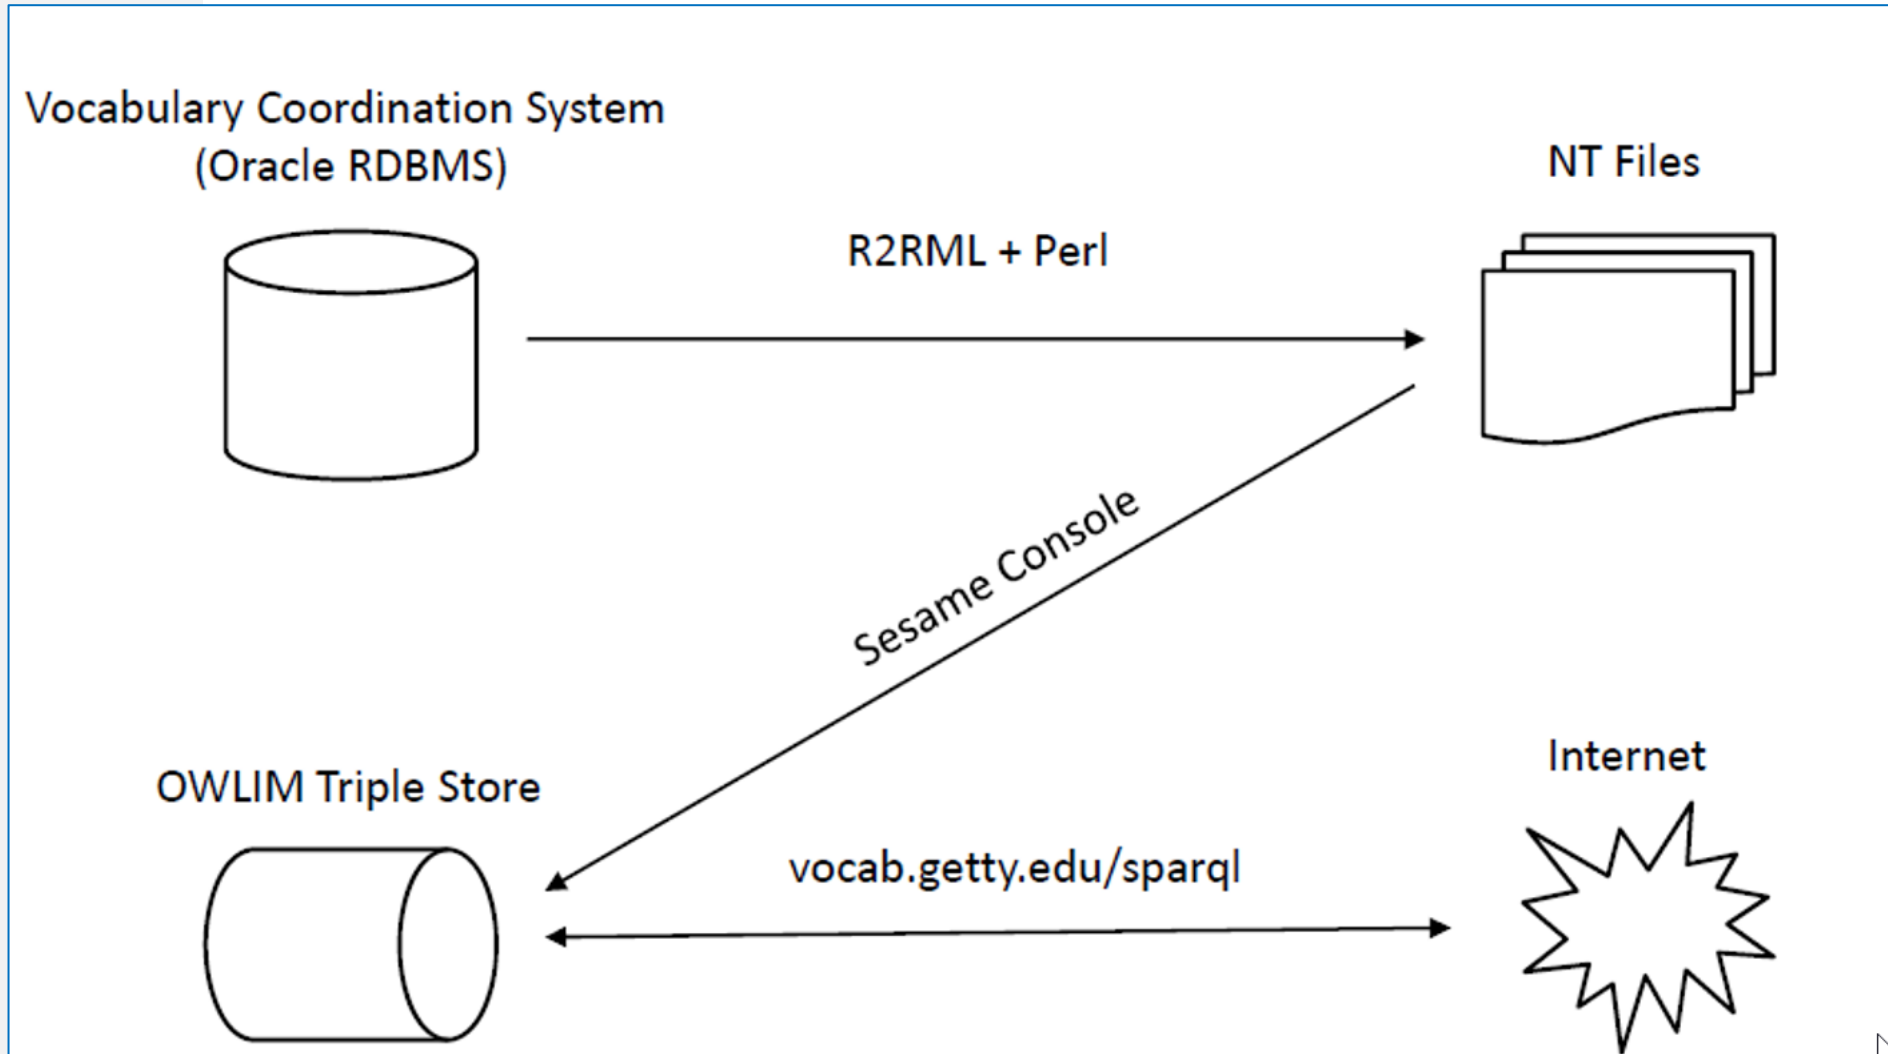 Vocabulary Coordination System
(Oracle RDBMS)
NT Files
R2RML + Perl
Sesame Console
OWLIM Triple Store
Internet
vocab.getty.edu/sparql